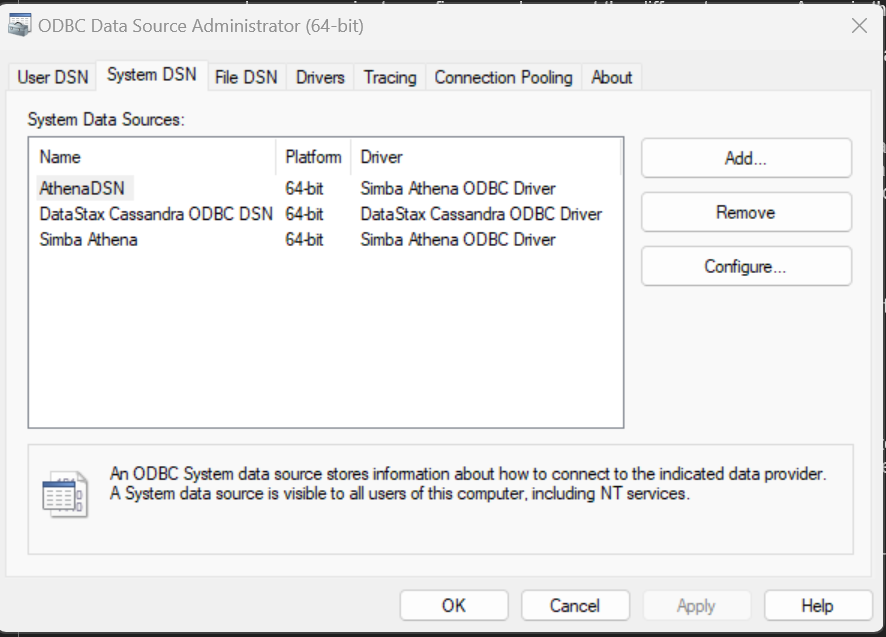 ODBC Data Source Administrator (64-bit)
User DSN System DSN File DSN Drivers Tracing Connection Pooling About
System Data Sources:
Name Platform Driver
AthenaDSN 64-bit Simba Athena ODBC Driver
DataStax Cassandra ODBC DSN 64-bit DataStax Cassandra ODBC Driver
Simba Athena 64-bit Simba Athena ODBC Driver
Add...
Remove
Configure...
An ODBC System data source stores information about how to connect to the indicated data provider.
A System data source is visible to all users of this computer, including NT services.
OK Cancel Apply Help